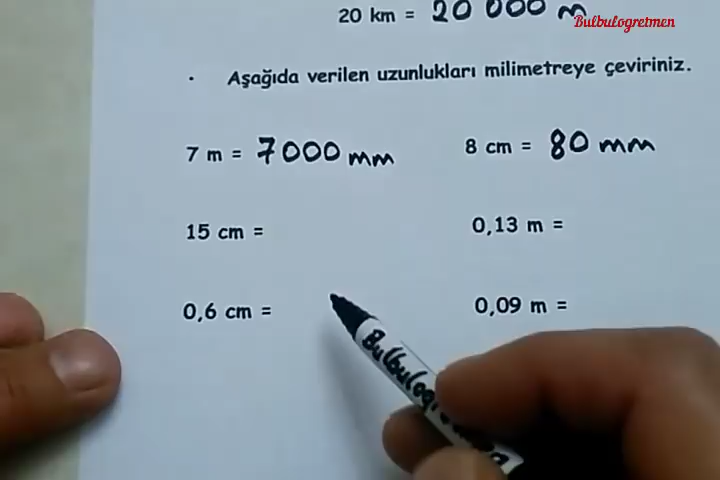 20 km = 20 000 m
Bulbulogretmen
· Aşağıda verilen uzunlukları milimetreye çeviriniz.
7 m = 7000 mm 8 cm = 80 mm
15 cm = 0,13 m =
0,6 cm = 0,09 m =